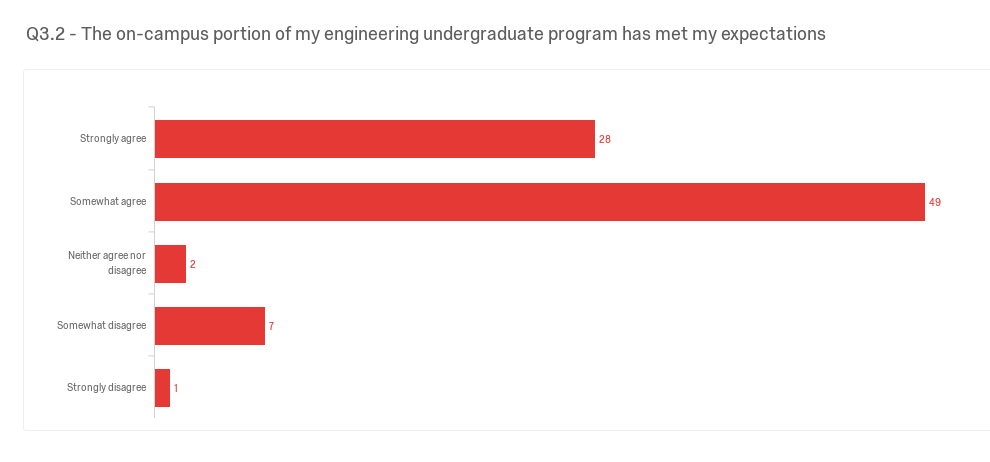 Q3.2 - The on-campus portion of my engineering undergraduate program has met my expectations
Strongly agree
28
Somewhat agree
49
Neither agree nor
disagree
2
Somewhat disagree
7
Strongly disagree
1